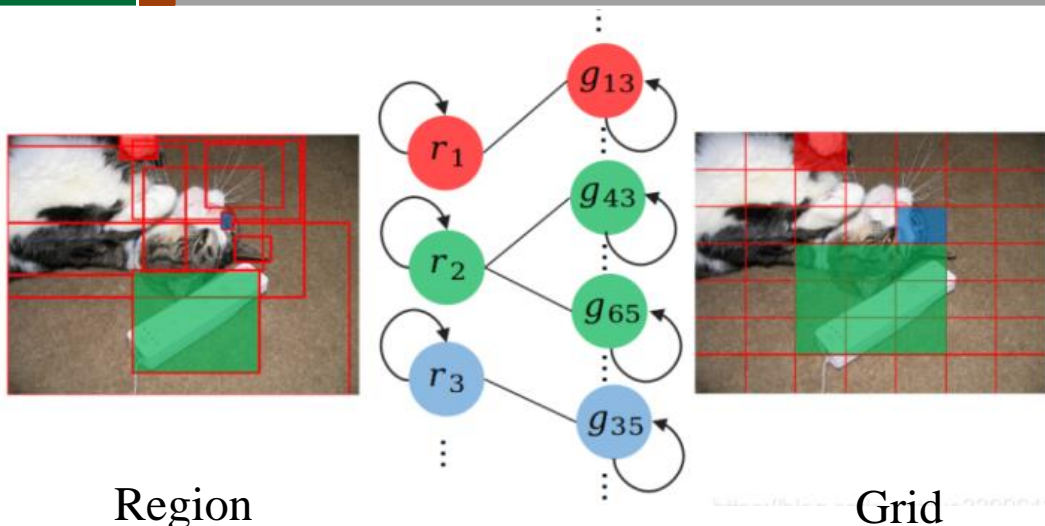 ⋮
g₁₃
r₁
⋮
g₄₃
r₂
⋮
g₆₅
r₃
⋮
g₃₅
⋮
⋮
Region
Grid